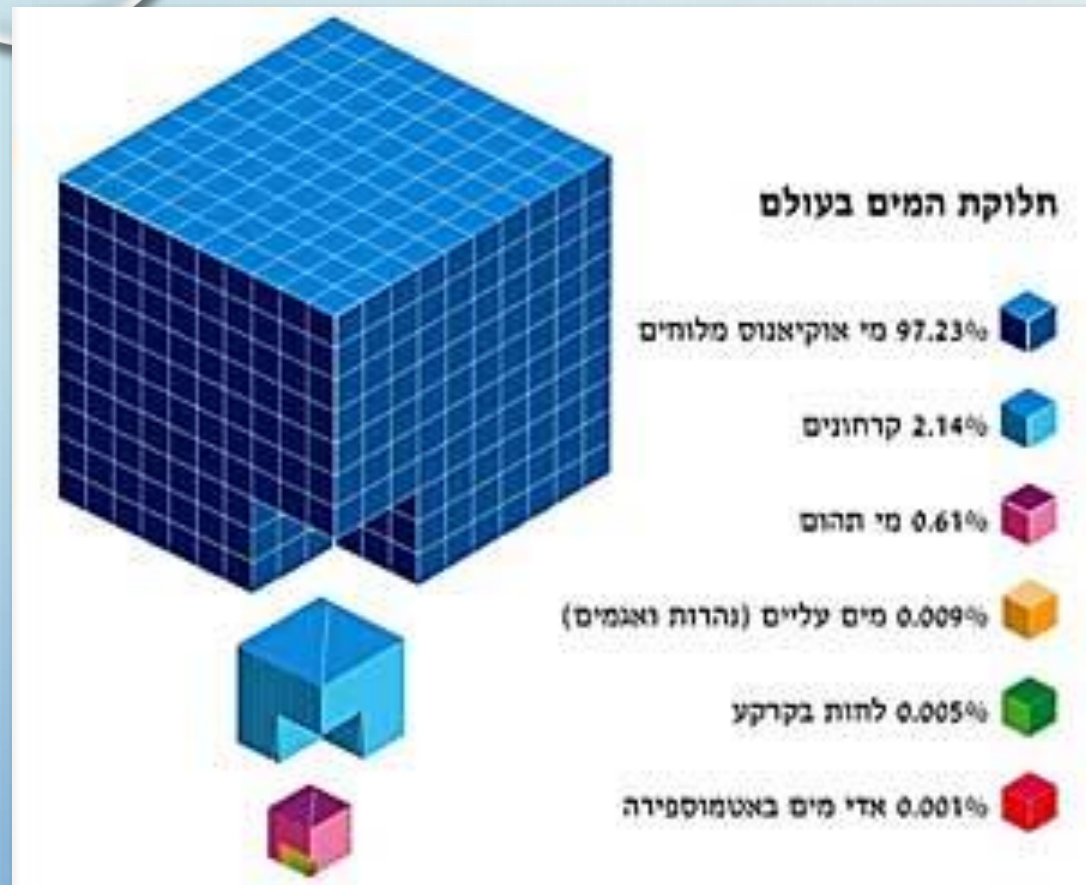 חלוקת המים בעולם
97.23% מי אוקיאנוס מלוחים
2.14% קרחונים
0.61% מי תהום
0.009% מים עליים (נהרות ואגמים)
0.005% לחות בקרקע
0.001% אדי מים באטמוספירה